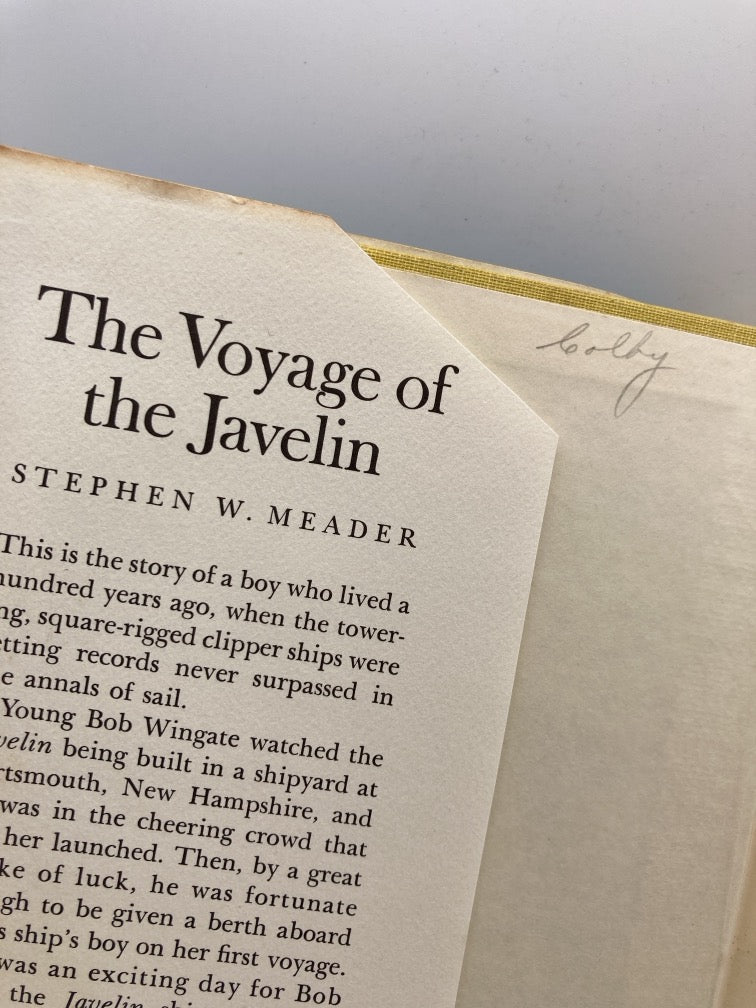 The Voyage of
the Javelin
STEPHEN W. MEADER
This is the story of a boy who lived a
hundred years ago, when the tower-
ng, square-rigged clipper ships were
etting records never surpassed in
e annals of sail.
Young Bob Wingate watched the
velin being built in a shipyard at
rtsmouth, New Hampshire, and
was in the cheering crowd that
her launched. Then, by a great
ke of luck, he was fortunate
gh to be given a berth aboard
s ship's boy on her first voyage.
was an exciting day for Bob
the Javelin
Colby